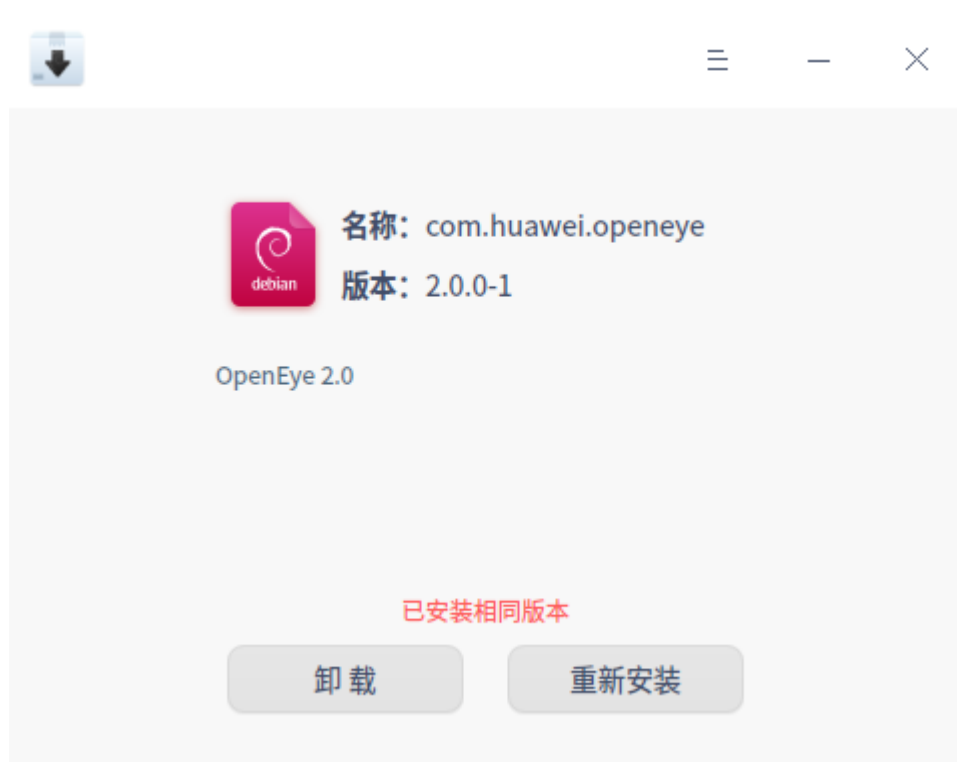 名称：com.huawei.openeye
debian
版本：2.0.0-1
OpenEye 2.0
已安装相同版本
卸 载
重新安装